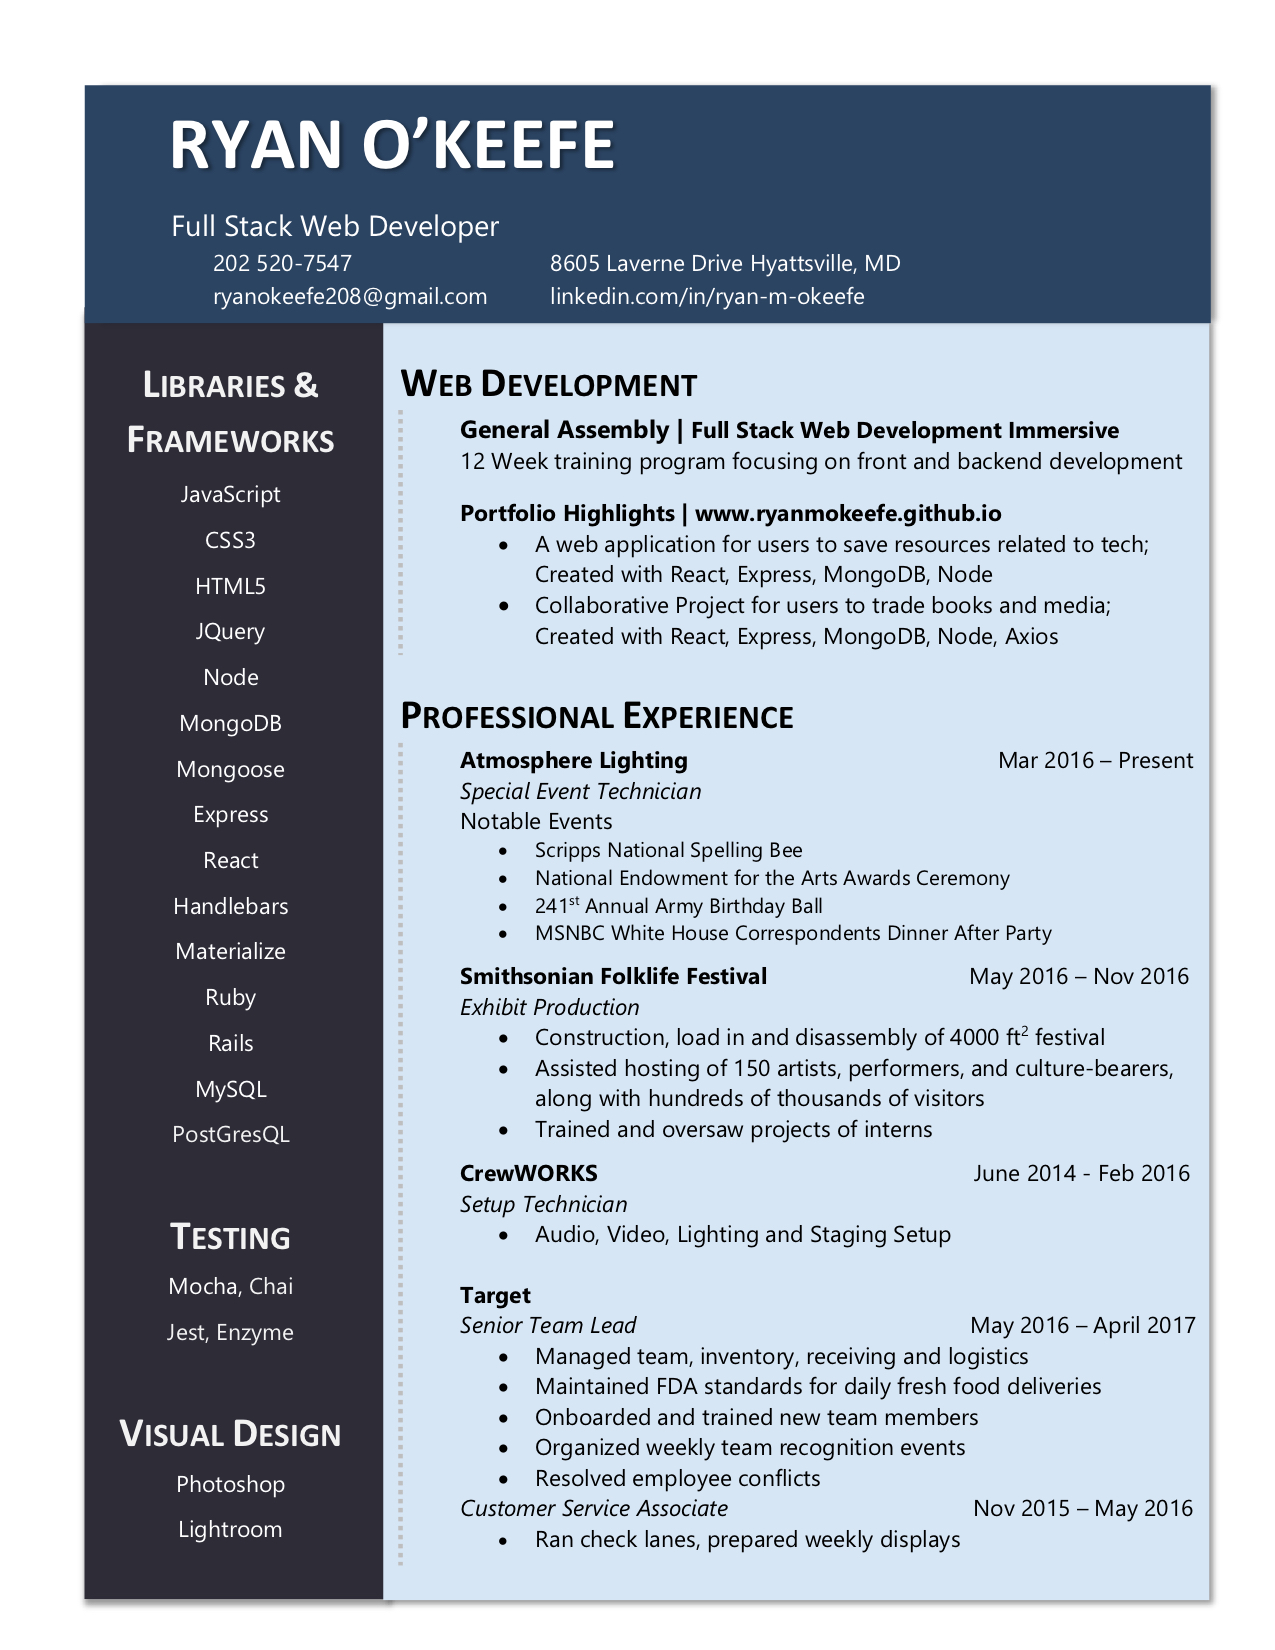 RYAN O’KEEFE
Full Stack Web Developer
202 520-7547 8605 Laverne Drive Hyattsville, MD
ryanokeefe208@gmail.com linkedin.com/in/ryan-m-okeefe
LIBRARIES &
FRAMEWORKS
JavaScript
CSS3
HTML5
JQuery
Node
MongoDB
Mongoose
Express
React
Handlebars
Materialize
Ruby
Rails
MySQL
PostGresQL
TESTING
Mocha, Chai
Jest, Enzyme
VISUAL DESIGN
Photoshop
Lightroom
WEB DEVELOPMENT
General Assembly | Full Stack Web Development Immersive
12 Week training program focusing on front and backend development
Portfolio Highlights | www.ryanmokeefe.github.io
• A web application for users to save resources related to tech;
Created with React, Express, MongoDB, Node
• Collaborative Project for users to trade books and media;
Created with React, Express, MongoDB, Node, Axios
PROFESSIONAL EXPERIENCE
Atmosphere Lighting Mar 2016 – Present
Special Event Technician
Notable Events
• Scripps National Spelling Bee
• National Endowment for the Arts Awards Ceremony
• 241st Annual Army Birthday Ball
• MSNBC White House Correspondents Dinner After Party
Smithsonian Folklife Festival May 2016 – Nov 2016
Exhibit Production
• Construction, load in and disassembly of 4000 ft² festival
• Assisted hosting of 150 artists, performers, and culture-bearers,
along with hundreds of thousands of visitors
• Trained and oversaw projects of interns
CrewWORKS June 2014 - Feb 2016
Setup Technician
• Audio, Video, Lighting and Staging Setup
Target
Senior Team Lead May 2016 – April 2017
• Managed team, inventory, receiving and logistics
• Maintained FDA standards for daily fresh food deliveries
• Onboarded and trained new team members
• Organized weekly team recognition events
• Resolved employee conflicts
Customer Service Associate Nov 2015 – May 2016
• Ran check lanes, prepared weekly displays